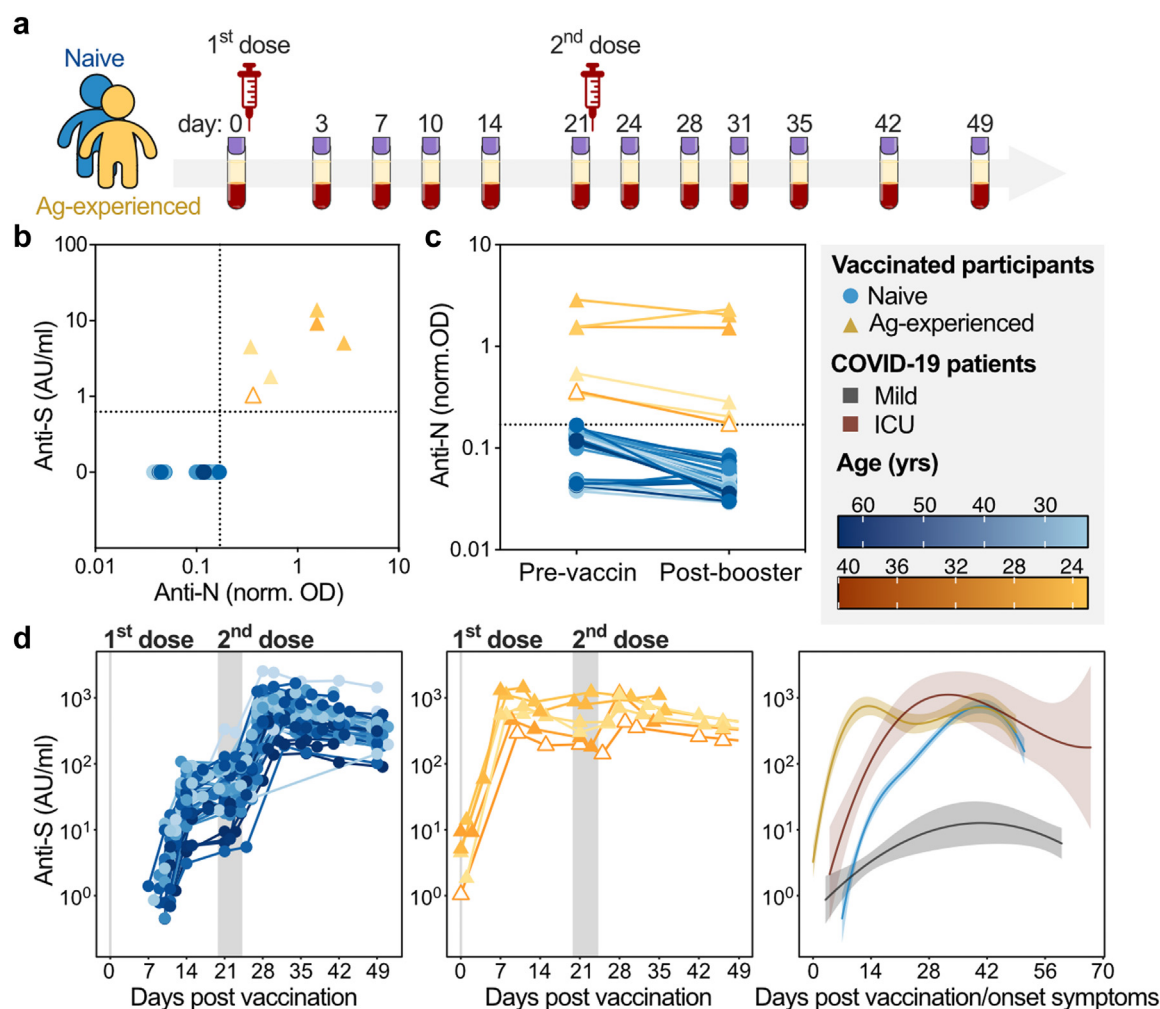 a
1st dose
2nd dose
Naive
day: 0 3 7 10 14 21 24 28 31 35 42 49
Ag-experienced
b
Anti-S (AU/ml)
100
10
1
0
0.01 0.1 1 10
Anti-N (norm. OD)
c
Anti-N (norm.OD)
10
1
0.1
0.01
Pre-vaccin Post-booster
Vaccinated participants
Naive
Ag-experienced
COVID-19 patients
Mild
ICU
Age (yrs)
60 50 40 30
40 36 32 28 24
d
1st dose 2nd dose
Anti-S (AU/ml)
10³
10²
10¹
10⁰
0 7 14 21 28 35 42 49
Days post vaccination
1st dose 2nd dose
10³
10²
10¹
10⁰
0 7 14 21 28 35 42 49
Days post vaccination
10³
10²
10¹
10⁰
0 14 28 42 56 70
Days post vaccination/onset symptoms